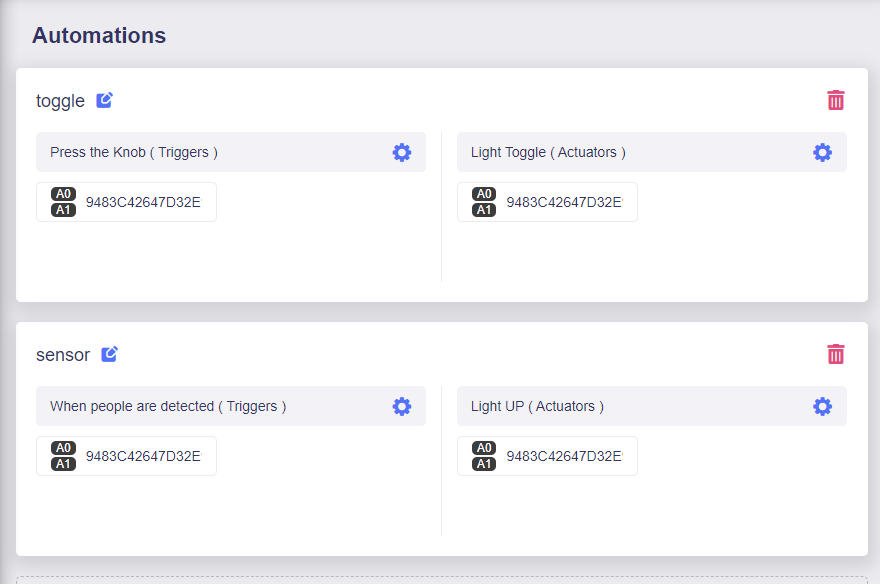 Automations
toggle
Press the Knob ( Triggers )
Light Toggle ( Actuators )
A0
A1
9483C42647D32E
A0
A1
9483C42647D32E
sensor
When people are detected ( Triggers )
Light UP ( Actuators )
A0
A1
9483C42647D32E
A0
A1
9483C42647D32E